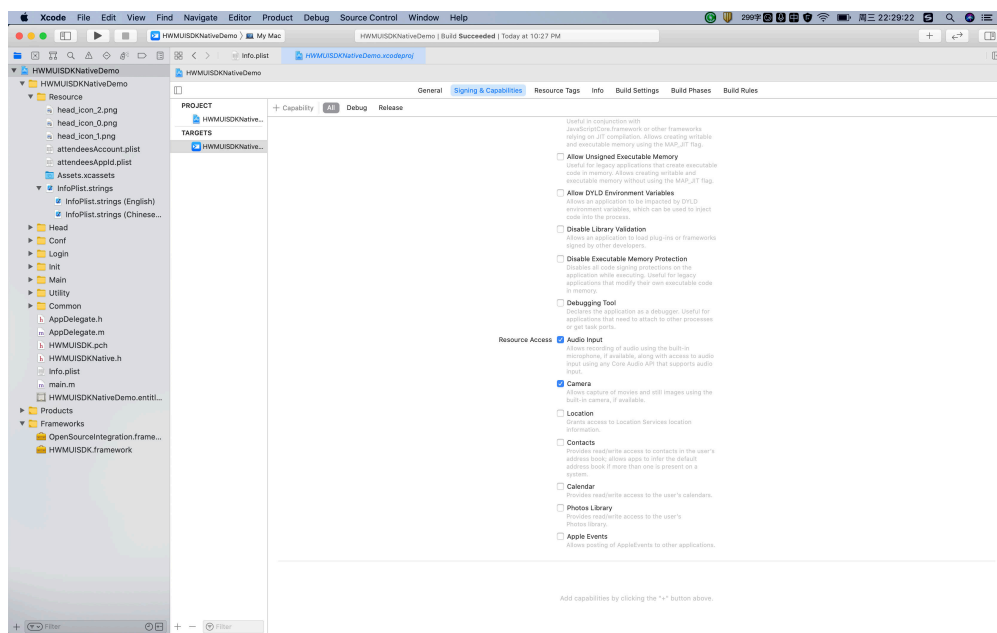 Xcode File Edit View Find Navigate Editor Product Debug Source Control Window Help 299字 周三 22:29:22
HWMUISDKNativeDemo 〉 My Mac
HWMUISDKNativeDemo | Build Succeeded | Today at 10:27 PM
Info.plist
HWMUISDKNativeDemo.xcodeproj
HWMUISDKNativeDemo
HWMUISDKNativeDemo
Resource
head_icon_2.png
head_icon_0.png
head_icon_1.png
attendeesAccount.plist
attendeesAppId.plist
Assets.xcassets
InfoPlist.strings
InfoPlist.strings (English)
InfoPlist.strings (Chinese...
Head
Conf
Login
Init
Main
Utility
Common
AppDelegate.h
AppDelegate.m
HWMUISDK.pch
HWMUISDKNative.h
Info.plist
main.m
HWMUISDKNativeDemo.entitl...
Products
Frameworks
OpenSourceIntegration.frame...
HWMUISDK.framework
+ Filter
HWMUISDKNativeDemo
General Signing & Capabilities Resource Tags Info Build Settings Build Phases Build Rules
PROJECT
HWMUISDKNative...
TARGETS
HWMUISDKNative...
+ − Filter
+ Capability All Debug Release
Useful in conjunction with
JavaScriptCore.framework or other frameworks
relying on JIT compilation. Allows creating writable
and executable memory using the MAP_JIT flag.
Allow Unsigned Executable Memory
Useful for legacy applications that create executable
code in memory. Allows creating writable and
executable memory without using the MAP_JIT flag.
Allow DYLD Environment Variables
Allows an application to be impacted by DYLD
environment variables, which can be used to inject
code into the process.
Disable Library Validation
Allows an application to load plug-ins or frameworks
signed by other developers.
Disable Executable Memory Protection
Disables all code signing protections on the
application while executing. Useful for legacy
applications that modify their own executable code
in memory.
Debugging Tool
Declares the application as a debugger. Useful for
applications that need to attach to other processes
or get task ports.
Resource Access Audio Input
Allows recording of audio using the built-in
microphone, if available, along with access to audio
input using any Core Audio API that supports audio
input.
Camera
Allows capture of movies and still images using the
built-in camera, if available.
Location
Grants access to Location Services location
information.
Contacts
Provides read/write access to contacts in the user's
address book; allows apps to infer the default
address book if more than one is present on a
system.
Calendar
Provides read/write access to the user's calendars.
Photos Library
Provides read/write access to the user's
Photos library.
Apple Events
Allows posting of AppleEvents to other applications.
Add capabilities by clicking the "+" button above.